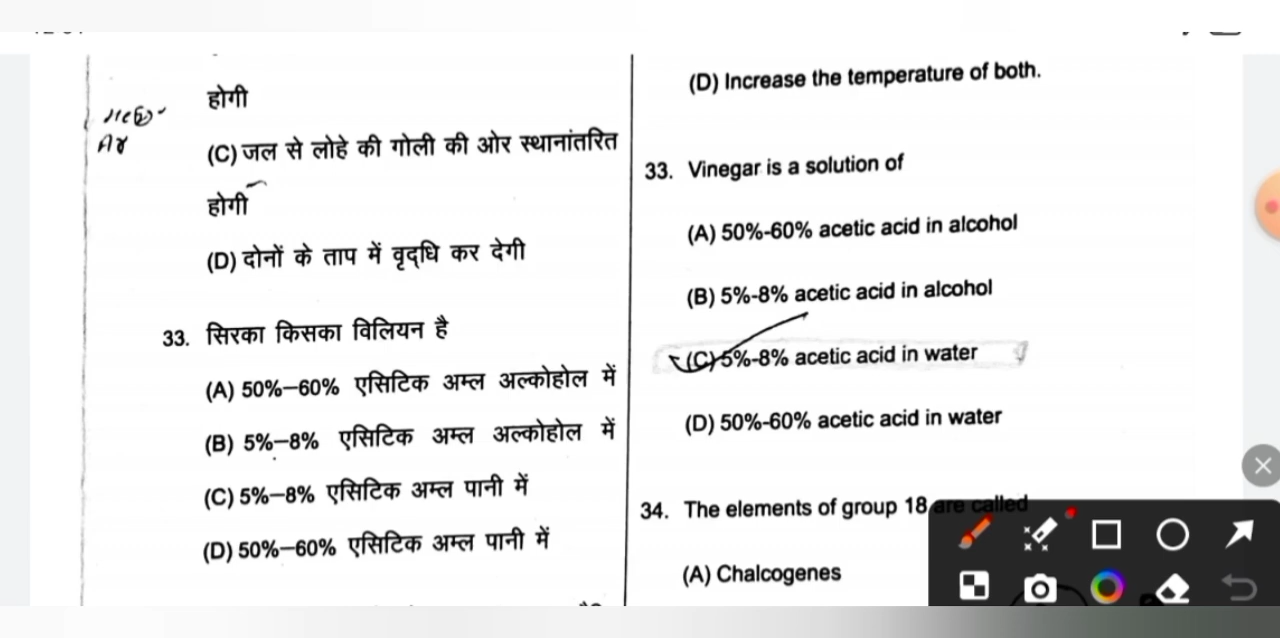 होगी
(C) जल से लोहे की गोली की ओर स्थानांतरित
होगी
(D) दोनों के ताप में वृद्धि कर देगी
33. सिरका किसका विलियन है
(A) 50%–60% एसिटिक अम्ल अल्कोहोल में
(B) 5%–8% एसिटिक अम्ल अल्कोहोल में
(C) 5%–8% एसिटिक अम्ल पानी में
(D) 50%–60% एसिटिक अम्ल पानी में
(D) Increase the temperature of both.
33. Vinegar is a solution of
(A) 50%-60% acetic acid in alcohol
(B) 5%-8% acetic acid in alcohol
(C) 5%-8% acetic acid in water
(D) 50%-60% acetic acid in water
34. The elements of group 18 are called
(A) Chalcogenes